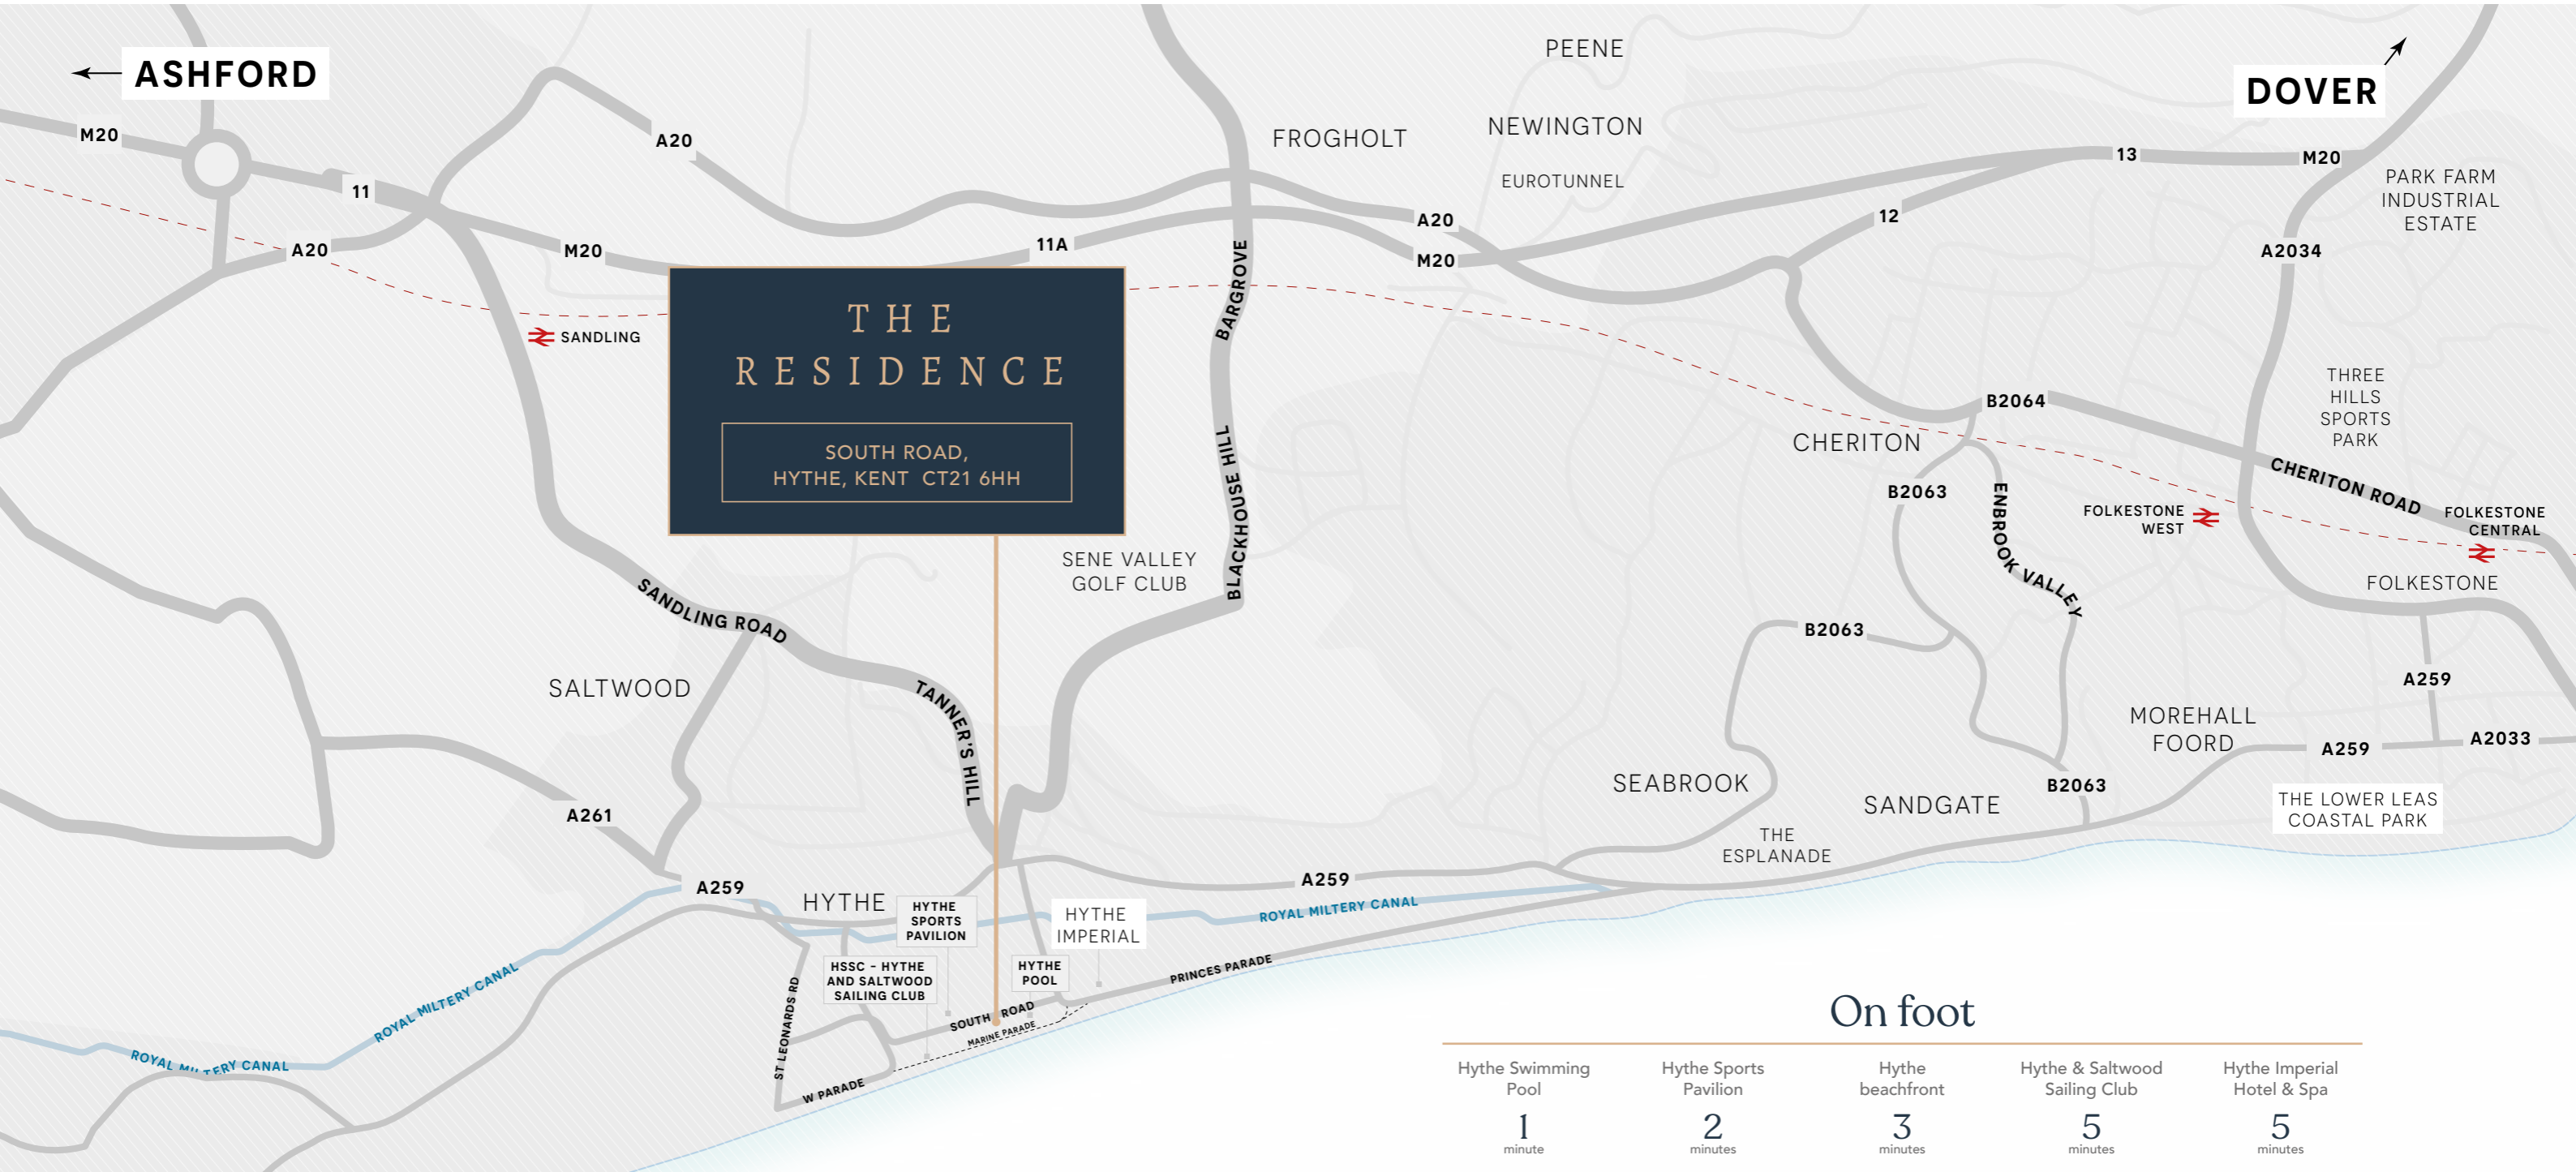 ASHFORD
DOVER
PEENE
NEWINGTON
FROGHOLT
EUROTUNNEL
M20
A20
11
A20
M20
11A
A20
M20
12
13
M20
A2034
PARK FARM
INDUSTRIAL
ESTATE
BARGROVE
SANDLING
THE
RESIDENCE
SOUTH ROAD,
HYTHE, KENT CT21 6HH
BLACKHOUSE HILL
SENE VALLEY
GOLF CLUB
THREE
HILLS
SPORTS
PARK
B2064
CHERITON
CHERITON ROAD
B2063
ENBROOK VALLEY
FOLKESTONE
WEST
FOLKESTONE
CENTRAL
FOLKESTONE
SANDLING ROAD
B2063
SALTWOOD
TANNER'S HILL
A259
MOREHALL
FOORD
A259
A2033
SEABROOK
SANDGATE
B2063
THE LOWER LEAS
COASTAL PARK
A261
THE
ESPLANADE
A259
HYTHE
A259
HYTHE
SPORTS
PAVILION
HYTHE
IMPERIAL
ROYAL MILTERY CANAL
HSSC - HYTHE
AND SALTWOOD
SAILING CLUB
HYTHE
POOL
PRINCES PARADE
ROYAL MILTERY CANAL
ST LEONARDS RD
SOUTH ROAD
MARINE PARADE
ROYAL MILTERY CANAL
W PARADE
On foot
Hythe Swimming
Pool
1
minute
Hythe Sports
Pavilion
2
minutes
Hythe
beachfront
3
minutes
Hythe & Saltwood
Sailing Club
5
minutes
Hythe Imperial
Hotel & Spa
5
minutes